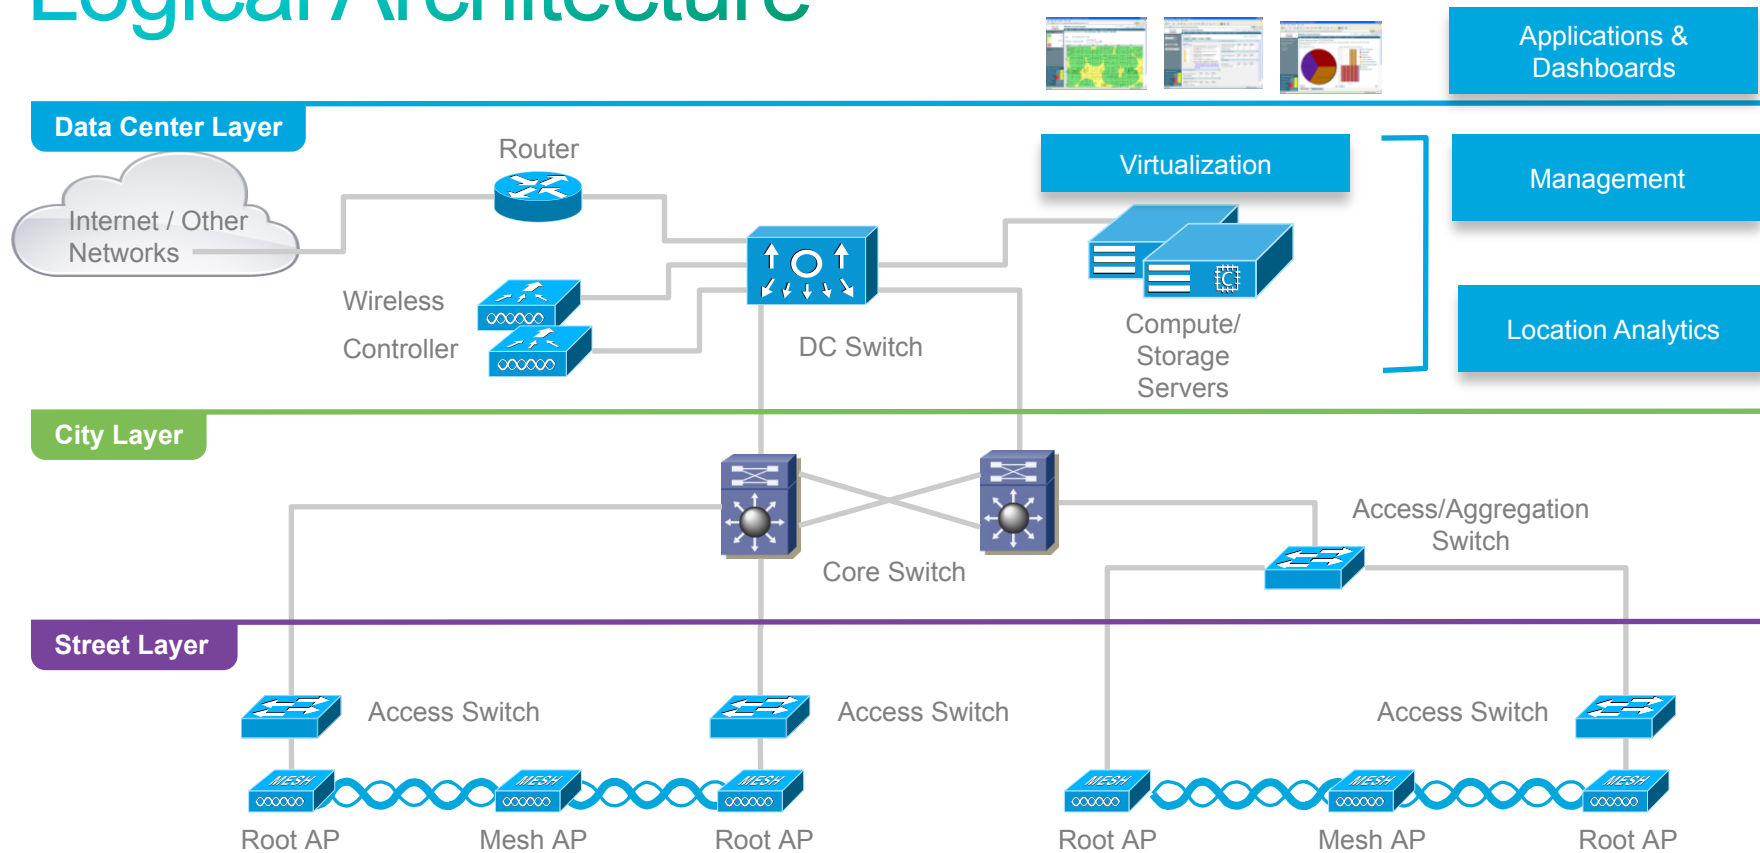 Logical Architecture
Applications &
Dashboards
Data Center Layer
Router
Virtualization
Management
Internet / Other
Networks
Wireless
Controller
DC Switch
Compute/
Storage
Servers
Location Analytics
City Layer
Access/Aggregation
Switch
Core Switch
Street Layer
Access Switch
Access Switch
Access Switch
MESH
MESH
MESH
MESH
MESH
MESH
Root AP
Mesh AP
Root AP
Root AP
Mesh AP
Root AP